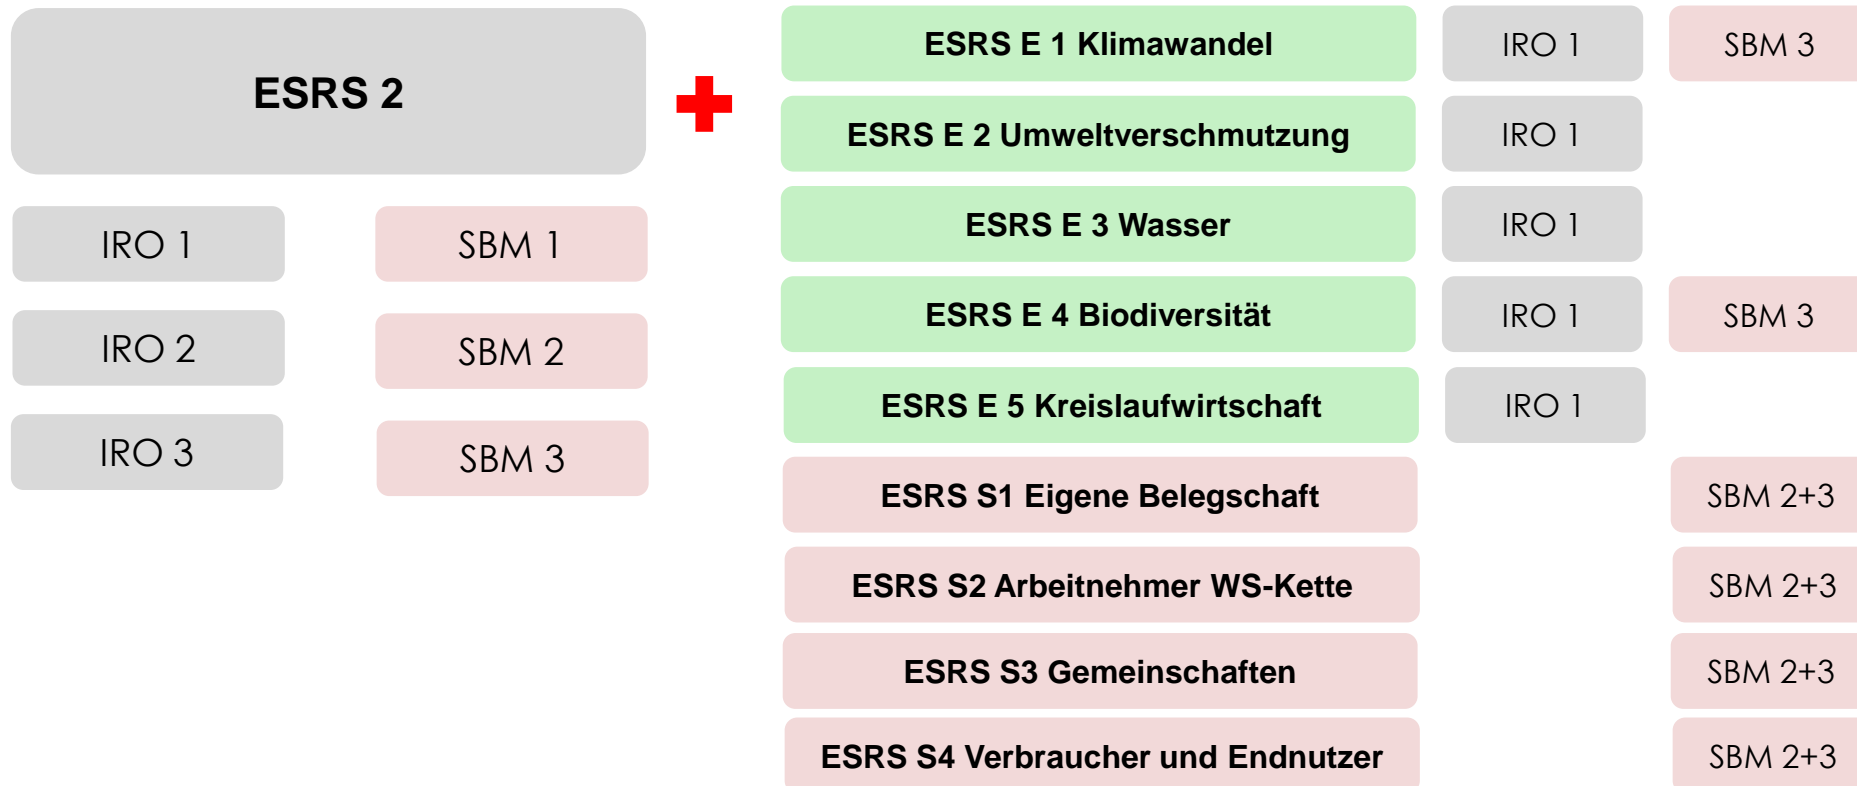 ESRS 2
IRO 1
SBM 1
IRO 2
SBM 2
IRO 3
SBM 3
ESRS E 1 Klimawandel
IRO 1
SBM 3
ESRS E 2 Umweltverschmutzung
IRO 1
ESRS E 3 Wasser
IRO 1
ESRS E 4 Biodiversität
IRO 1
SBM 3
ESRS E 5 Kreislaufwirtschaft
IRO 1
ESRS S1 Eigene Belegschaft
SBM 2+3
ESRS S2 Arbeitnehmer WS-Kette
SBM 2+3
ESRS S3 Gemeinschaften
SBM 2+3
ESRS S4 Verbraucher und Endnutzer
SBM 2+3